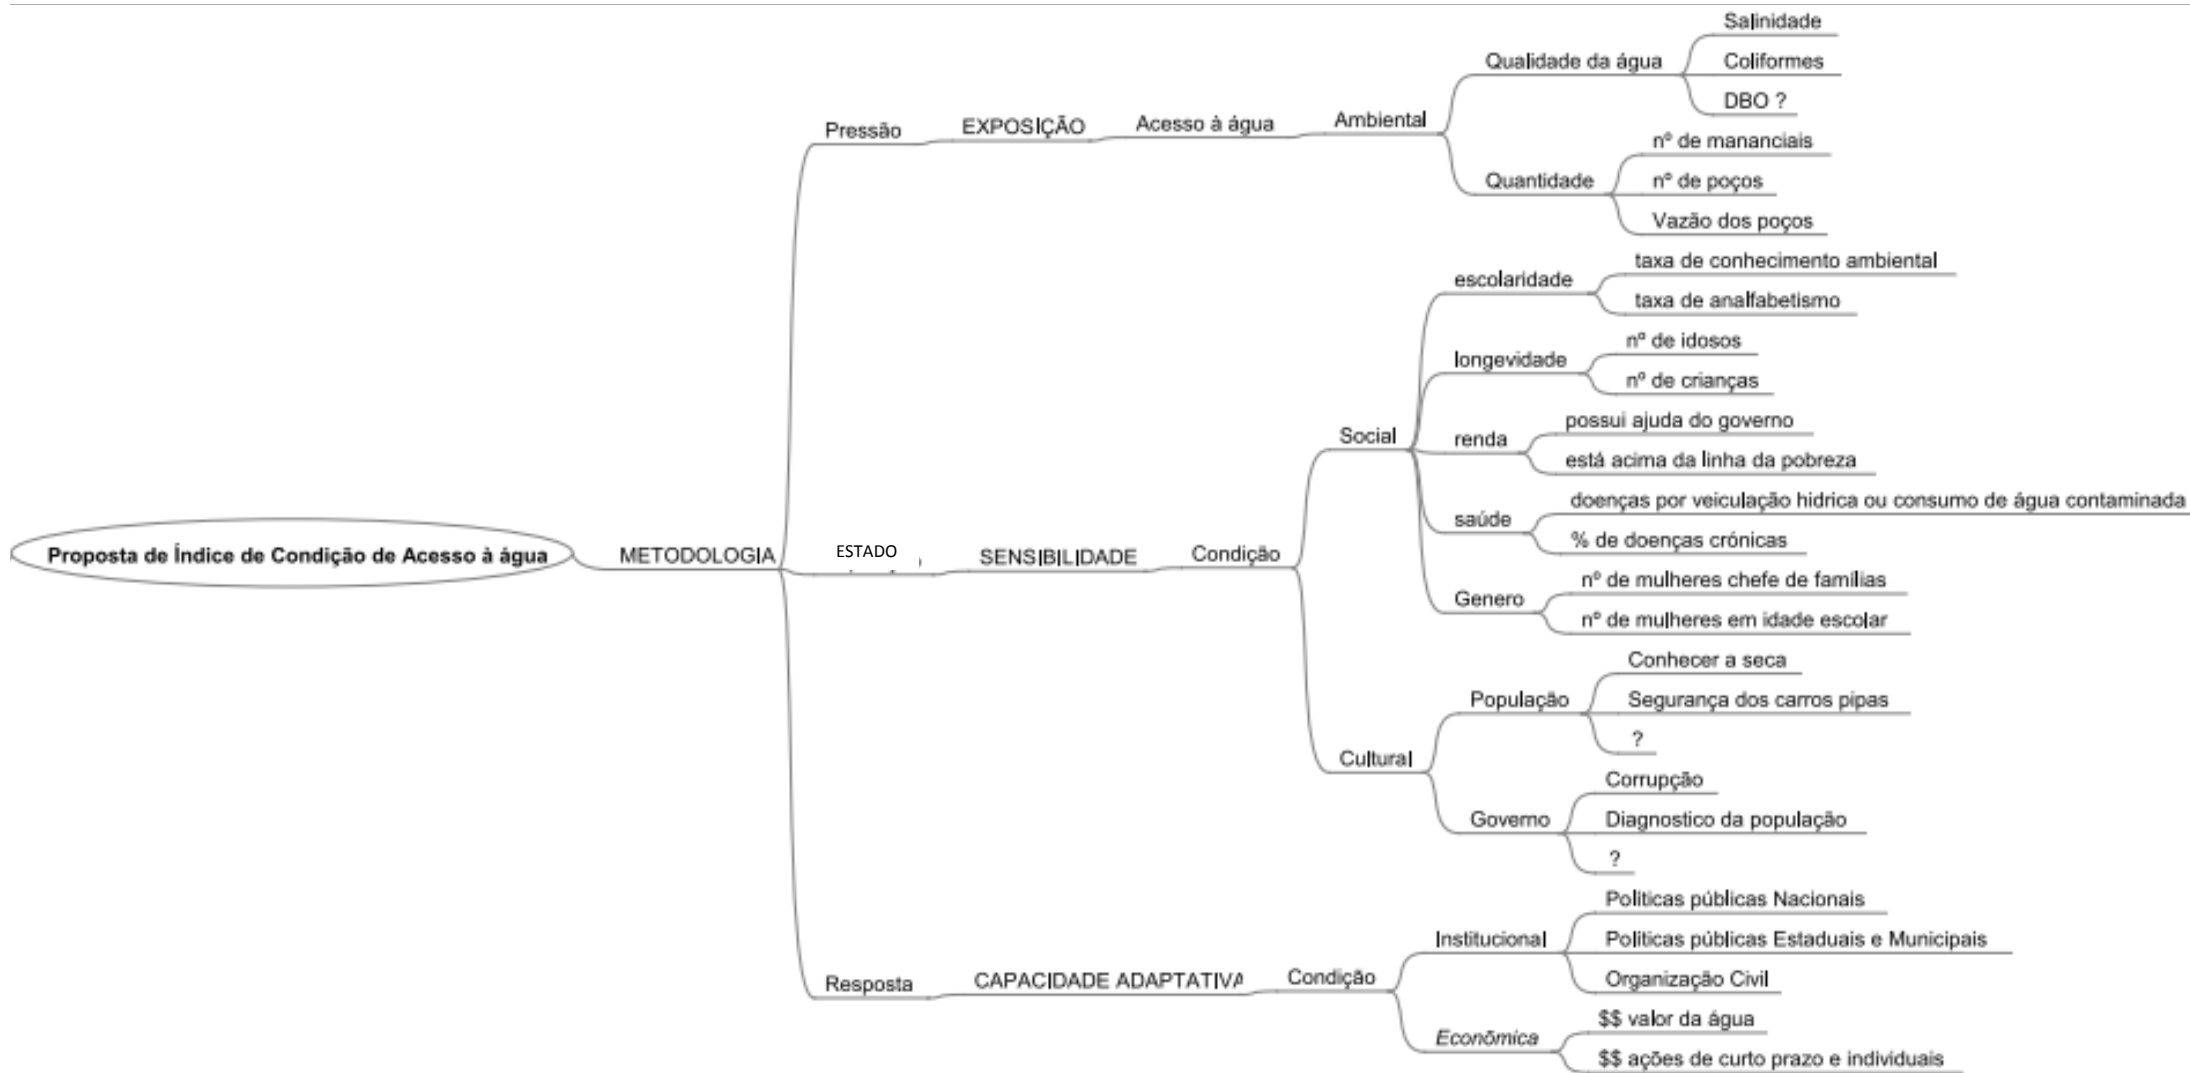 Proposta de Índice de Condição de Acesso à água
METODOLOGIA
Pressão
EXPOSIÇÃO
Acesso à água
Ambiental
Qualidade da água
Salinidade
Coliformes
DBO ?
Quantidade
nº de mananciais
nº de poços
Vazão dos poços
ESTADO
SENSIBILIDADE
Condição
Social
escolaridade
taxa de conhecimento ambiental
taxa de analfabetismo
longevidade
nº de idosos
nº de crianças
renda
possui ajuda do governo
está acima da linha da pobreza
saúde
doenças por veiculação hidrica ou consumo de água contaminada
% de doenças crónicas
Genero
nº de mulheres chefe de famílias
nº de mulheres em idade escolar
Cultural
População
Conhecer a seca
Segurança dos carros pipas
?
Governo
Corrupção
Diagnostico da população
?
Resposta
CAPACIDADE ADAPTATIVA
Condição
Institucional
Políticas públicas Nacionais
Políticas públicas Estaduais e Municipais
Organização Civil
Econômica
$$ valor da água
$$ ações de curto prazo e individuais